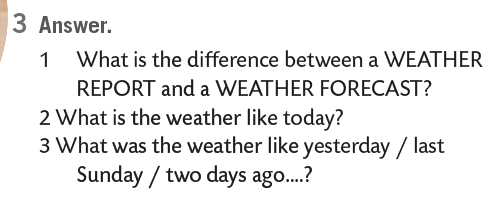 3 Answer.
1 What is the difference between a WEATHER
REPORT and a WEATHER FORECAST?
2 What is the weather like today?
3 What was the weather like yesterday / last
Sunday / two days ago....?